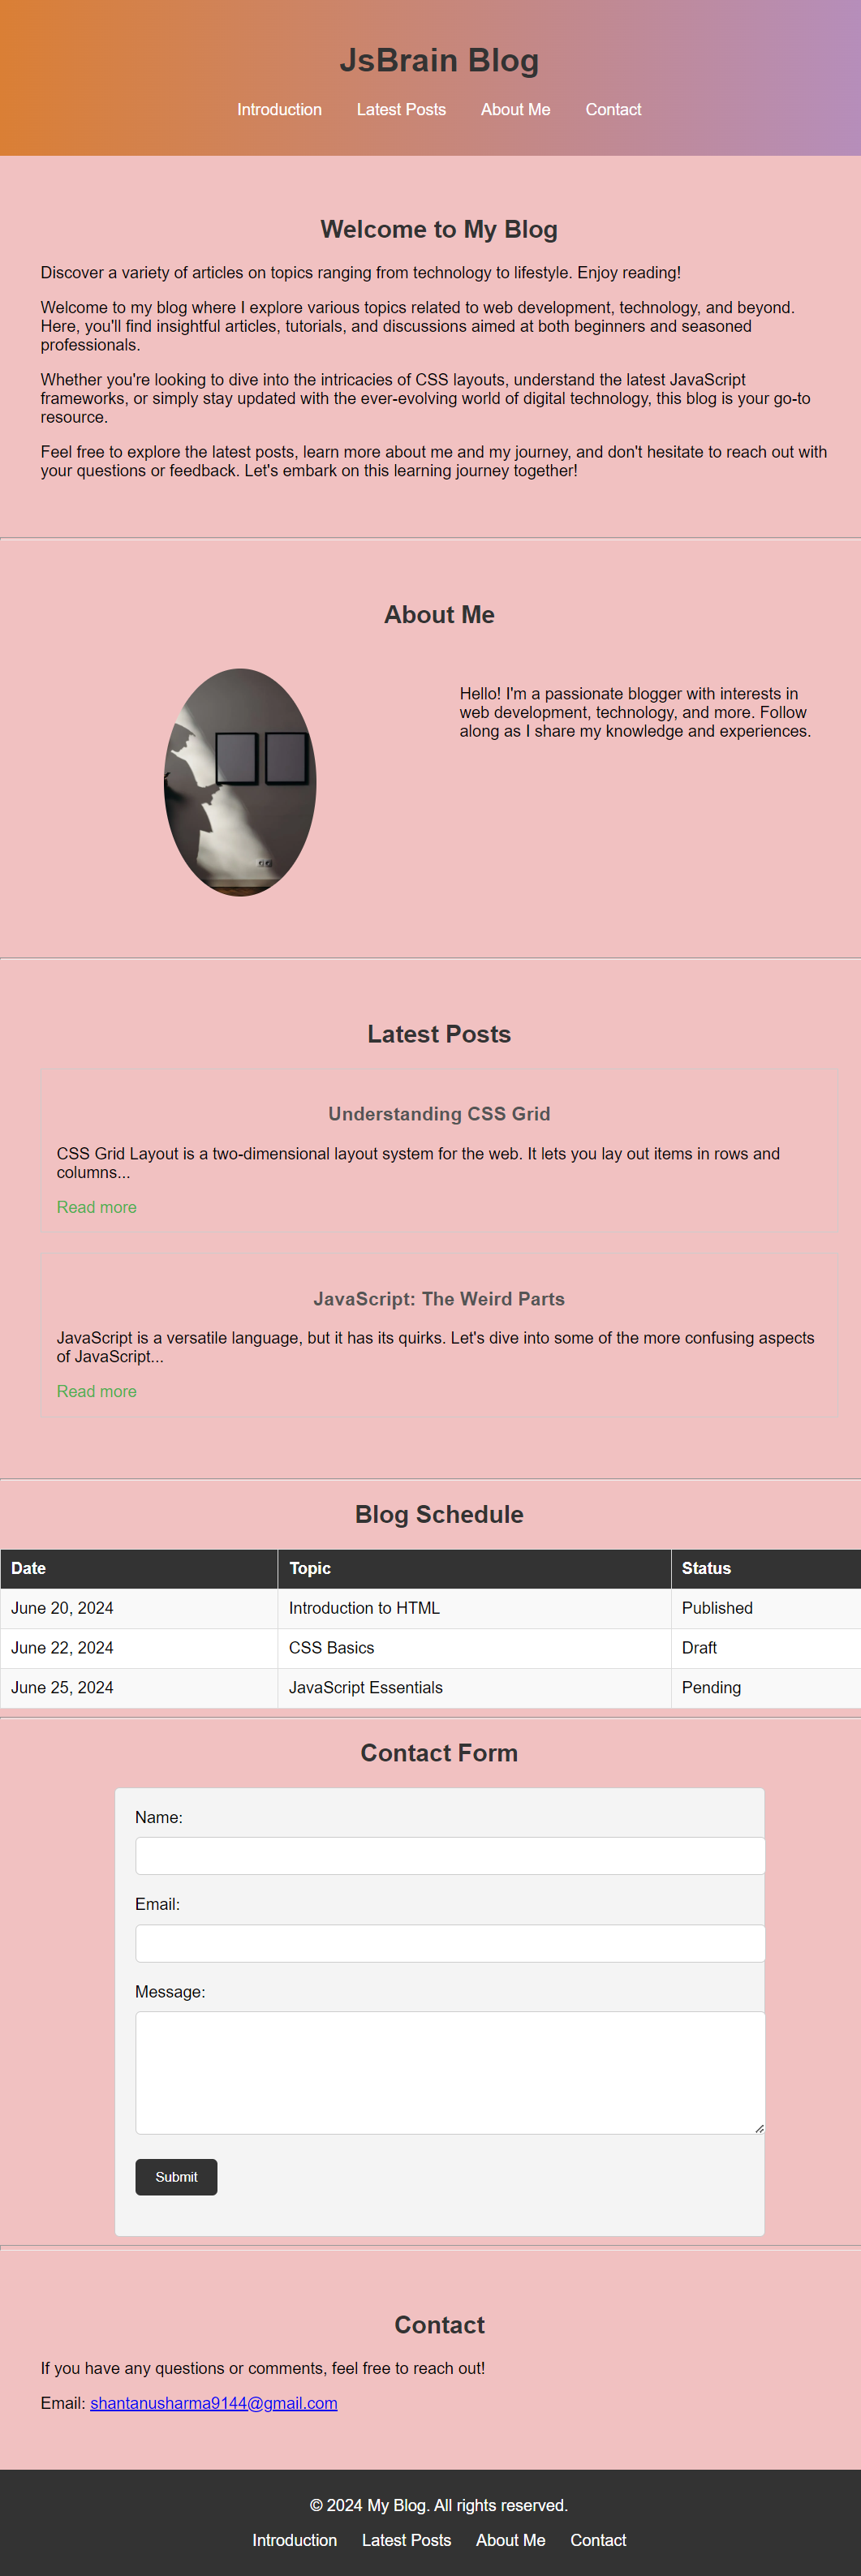 JsBrain Blog
Introduction Latest Posts About Me Contact
Welcome to My Blog
Discover a variety of articles on topics ranging from technology to lifestyle. Enjoy reading!
Welcome to my blog where I explore various topics related to web development, technology, and beyond.
Here, you'll find insightful articles, tutorials, and discussions aimed at both beginners and seasoned
professionals.
Whether you're looking to dive into the intricacies of CSS layouts, understand the latest JavaScript
frameworks, or simply stay updated with the ever-evolving world of digital technology, this blog is your go-to
resource.
Feel free to explore the latest posts, learn more about me and my journey, and don't hesitate to reach out with
your questions or feedback. Let's embark on this learning journey together!
About Me
Hello! I'm a passionate blogger with interests in
web development, technology, and more. Follow
along as I share my knowledge and experiences.
Latest Posts
Understanding CSS Grid
CSS Grid Layout is a two-dimensional layout system for the web. It lets you lay out items in rows and
columns...
Read more
JavaScript: The Weird Parts
JavaScript is a versatile language, but it has its quirks. Let's dive into some of the more confusing aspects
of JavaScript...
Read more
Blog Schedule
Date Topic Status
June 20, 2024 Introduction to HTML Published
June 22, 2024 CSS Basics Draft
June 25, 2024 JavaScript Essentials Pending
Contact Form
Name:
Email:
Message:
Submit
Contact
If you have any questions or comments, feel free to reach out!
Email: shantanusharma9144@gmail.com
© 2024 My Blog. All rights reserved.
Introduction Latest Posts About Me Contact